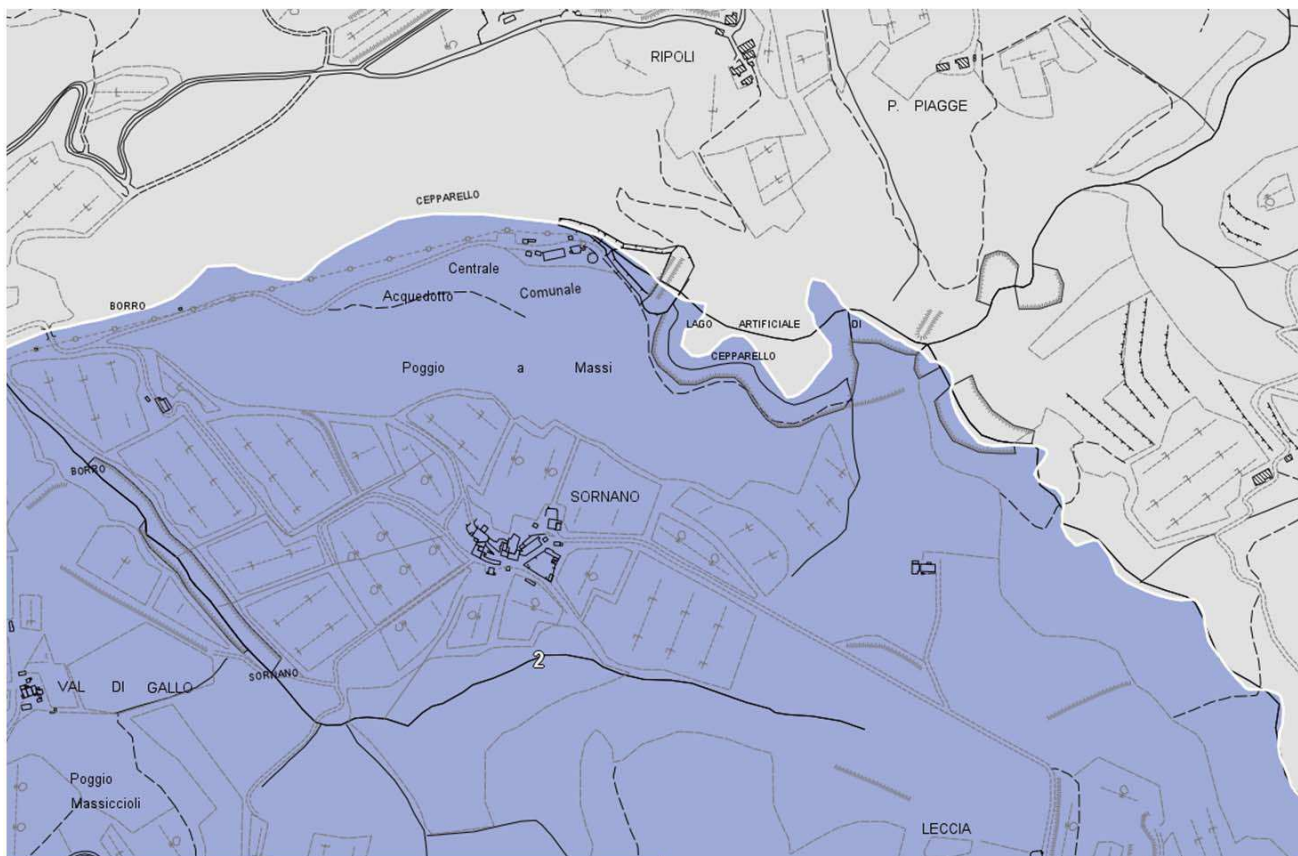 RIPOLI
P. PIAGGE
CEPPARELLO
Centrale
Acquedotto Comunale
BORRO
LAGO ARTIFICIALE DI
CEPPARELLO
Poggio a Massi
BORRO
SORNANO
2
SORNANO
VAL DI GALLO
Poggio
Massiccioli
LECCIA